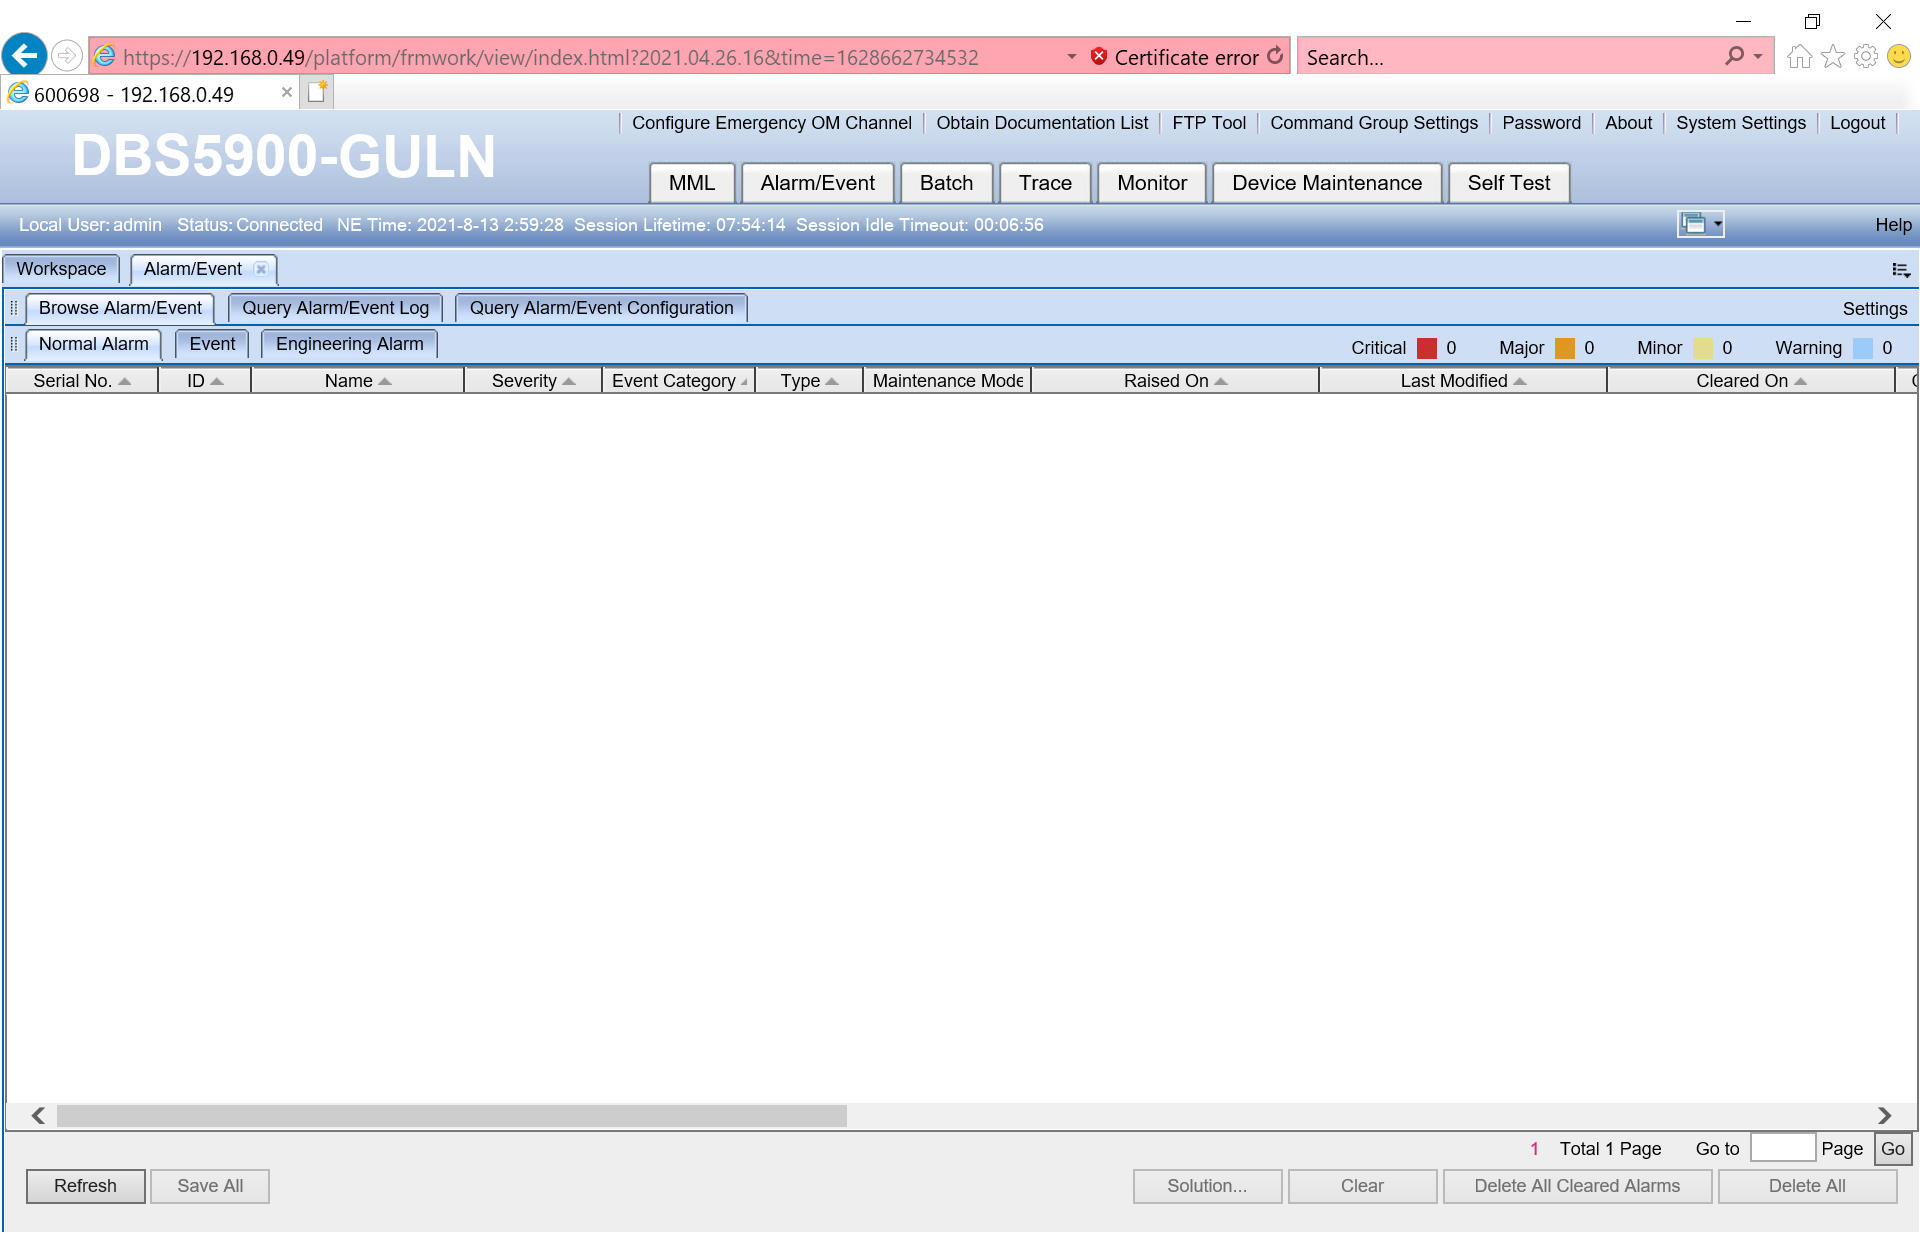 https://192.168.0.49/platform/frmwork/view/index.html?2021.04.26.16&time=1628662734532 Certificate error Search...
600698 - 192.168.0.49
Configure Emergency OM Channel Obtain Documentation List FTP Tool Command Group Settings Password About System Settings Logout
DBS5900-GULN
MML Alarm/Event Batch Trace Monitor Device Maintenance Self Test
Local User: admin Status: Connected NE Time: 2021-8-13 2:59:28 Session Lifetime: 07:54:14 Session Idle Timeout: 00:06:56 Help
Workspace Alarm/Event
Browse Alarm/Event Query Alarm/Event Log Query Alarm/Event Configuration Settings
Normal Alarm Event Engineering Alarm Critical 0 Major 0 Minor 0 Warning 0
Serial No. ID Name Severity Event Category Type Maintenance Mode Raised On Last Modified Cleared On
1 Total 1 Page Go to Page Go
Refresh Save All Solution... Clear Delete All Cleared Alarms Delete All